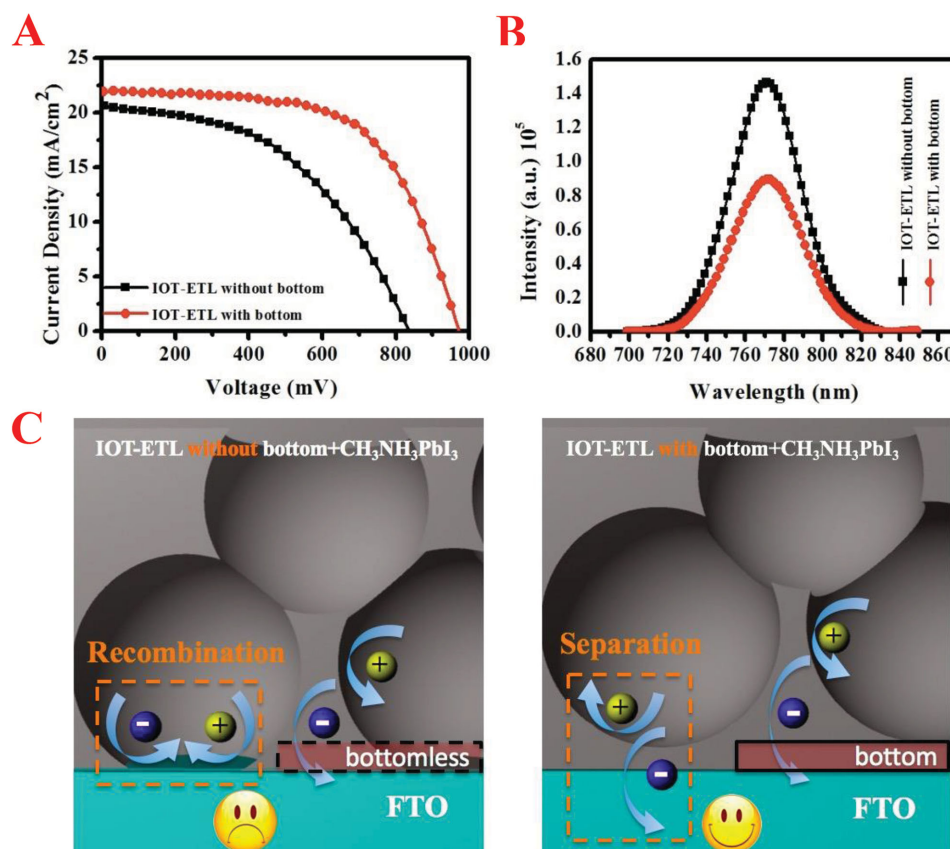 A
Current Density (mA/cm²)
25
20
15
10
5
0
0 200 400 600 800 1000
Voltage (mV)
IOT-ETL without bottom
IOT-ETL with bottom
B
Intensity (a.u.) 10⁵
1.6
1.4
1.2
1.0
0.8
0.6
0.4
0.2
0.0
680 700 720 740 760 780 800 820 840 860
Wavelength (nm)
IOT-ETL without bottom
IOT-ETL with bottom
C
IOT-ETL without bottom+CH₃NH₃PbI₃
Recombination
- +
- +
bottomless
FTO
IOT-ETL with bottom+CH₃NH₃PbI₃
Separation
+
-
- +
bottom
FTO